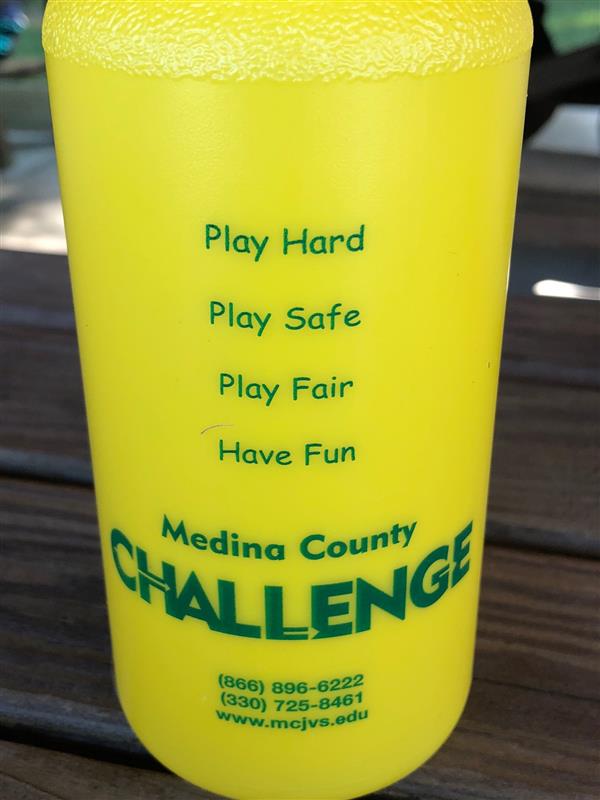 Play Hard
Play Safe
Play Fair
Have Fun
Medina County
CHALLENGE
(866) 896-6222
(330) 725-8461
www.mcjvs.edu